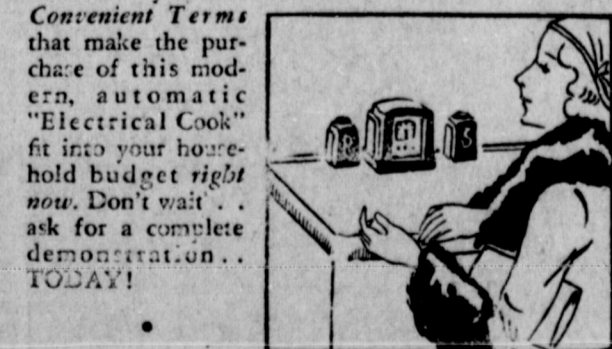 Convenient Terms
that make the pur-
chase of this mod-
ern, automatic
"Electrical Cook"
fit into your house-
hold budget right
now. Don't wait . .
ask for a complete
demonstration . .
TODAY!